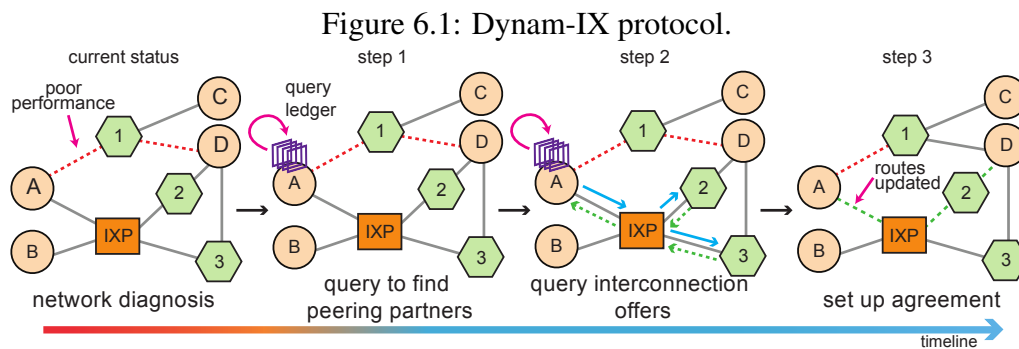 Figure 6.1: Dynam-IX protocol.
current status
poor
performance
1
C
D
A
2
B
IXP
3
network diagnosis
step 1
query
ledger
1
C
D
A
2
B
IXP
3
query to find
peering partners
step 2
1
C
D
A
2
B
IXP
3
query interconnection
offers
step 3
1
C
D
A
routes
updated
2
B
IXP
3
set up agreement
timeline